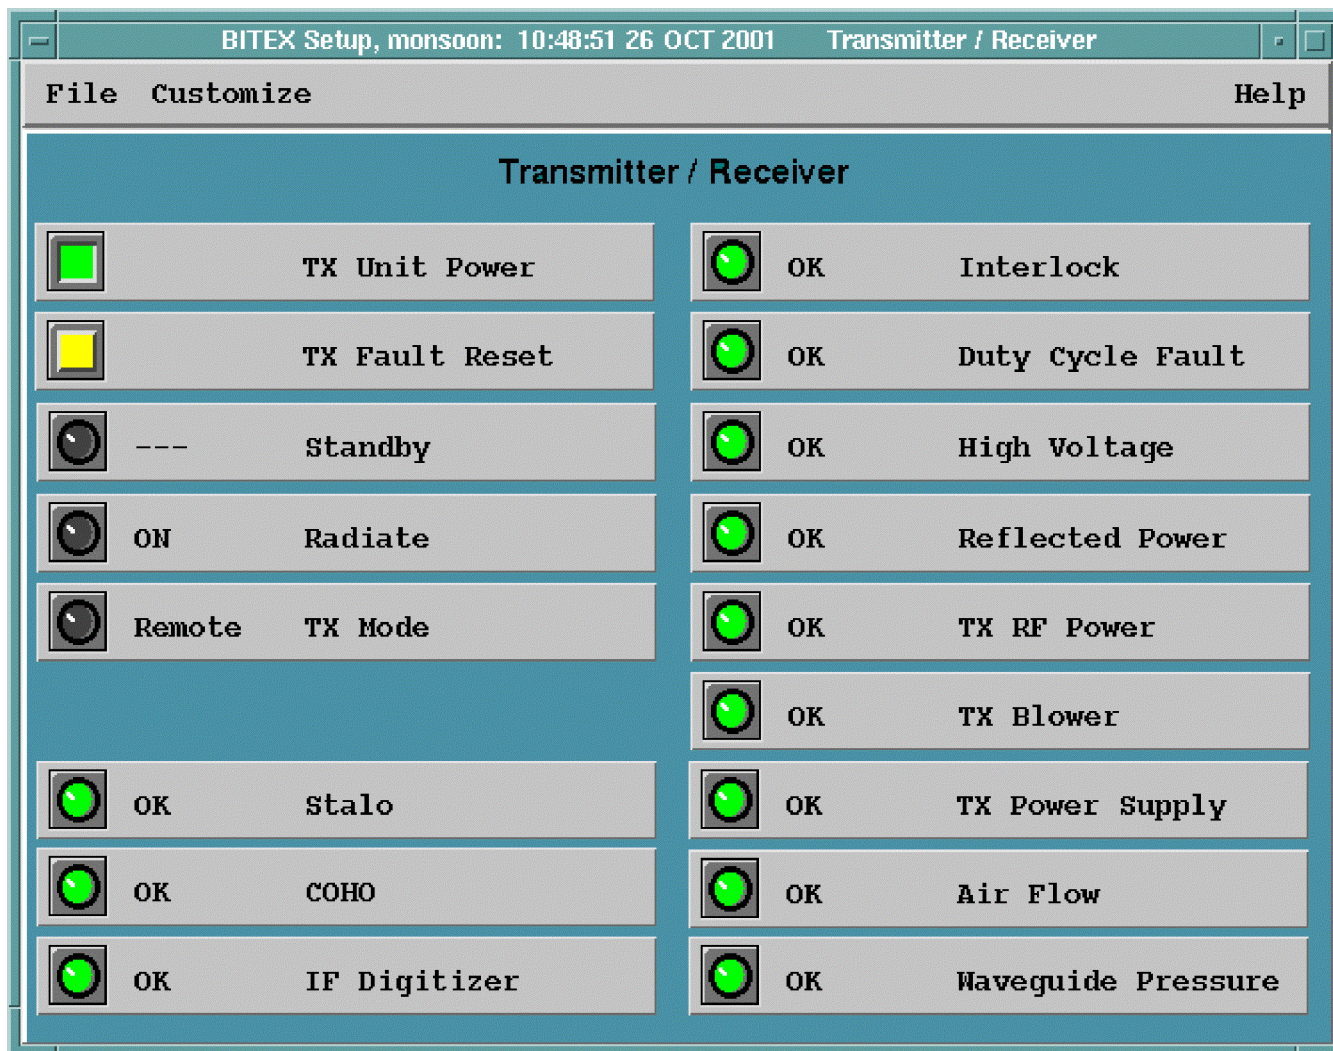 BITEX Setup, monsoon: 10:48:51 26 OCT 2001 Transmitter / Receiver
File Customize Help
Transmitter / Receiver
TX Unit Power
TX Fault Reset
--- Standby
ON Radiate
Remote TX Mode
OK Stalo
OK COHO
OK IF Digitizer
OK Interlock
OK Duty Cycle Fault
OK High Voltage
OK Reflected Power
OK TX RF Power
OK TX Blower
OK TX Power Supply
OK Air Flow
OK Waveguide Pressure